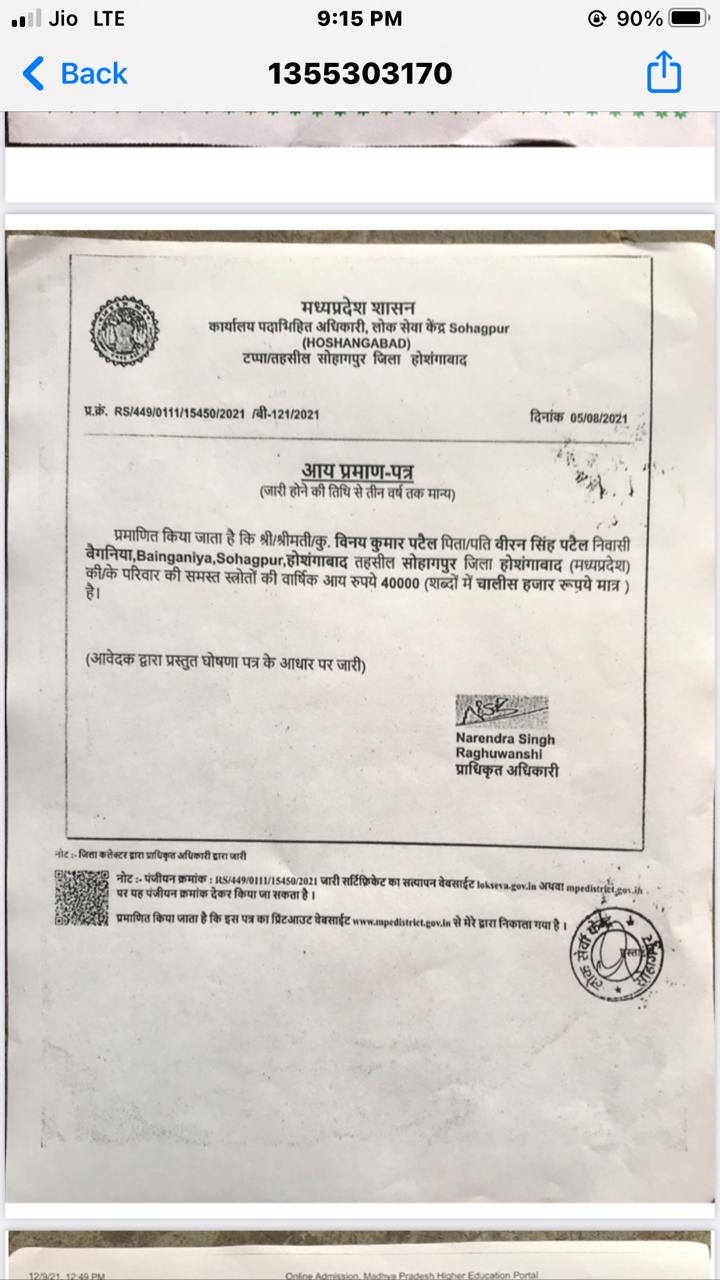 Jio LTE 9:15 PM 90%
Back 1355303170
मध्यप्रदेश शासन
कार्यालय पदाभिहित अधिकारी, लोक सेवा केंद्र Sohagpur
(HOSHANGABAD)
टप्पा/तहसील सोहागपुर जिला होशंगाबाद
प्र.क्रं. RS/449/0111/15450/2021 /बी-121/2021 दिनांक 05/08/2021
आय प्रमाण-पत्र
(जारी होने की तिथि से तीन वर्ष तक मान्य)
प्रमाणित किया जाता है कि श्री/श्रीमती/कु. विनय कुमार पटैल पिता/पति वीरन सिंह पटैल निवासी
बैगनिया,Bainganiya,Sohagpur,होशंगाबाद तहसील सोहागपुर जिला होशंगाबाद (मध्यप्रदेश)
की/के परिवार की समस्त स्त्रोतों की वार्षिक आय रुपये 40000 (शब्दों में चालीस हजार रूपये मात्र )
है।
(आवेदक द्वारा प्रस्तुत घोषणा पत्र के आधार पर जारी)
Narendra Singh
Raghuwanshi
प्राधिकृत अधिकारी
नोट :- जिला कलेक्टर द्वारा प्राधिकृत अधिकारी द्वारा जारी
नोट :- पंजीयन क्रमांक : RS/449/0111/15450/2021 जारी सर्टिफ़िकेट का सत्यापन वेबसाईट lokseva.gov.in अथवा mpedistrict.gov.in
पर यह पंजीयन क्रमांक देकर किया जा सकता है ।
प्रमाणित किया जाता है कि इस पत्र का प्रिंटआउट वेबसाईट www.mpedistrict.gov.in से मेरे द्वारा निकाला गया है ।
लोक सेवा केंद्र
सोहागपुर
12/9/21, 12:49 PM Online Admission, Madhya Pradesh Higher Education Portal